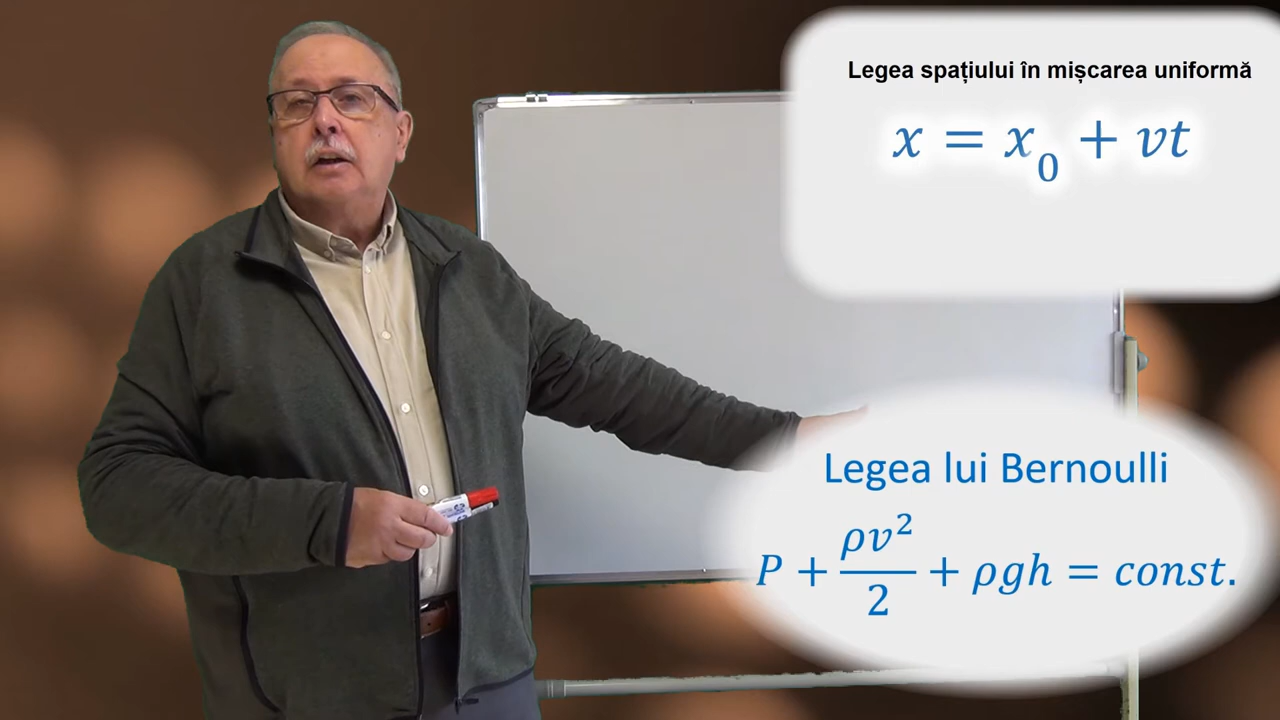 Legea spațiului în mișcarea uniformă
x = x₀ + vt
Legea lui Bernoulli
P + ρv²/2 + ρgh = const.